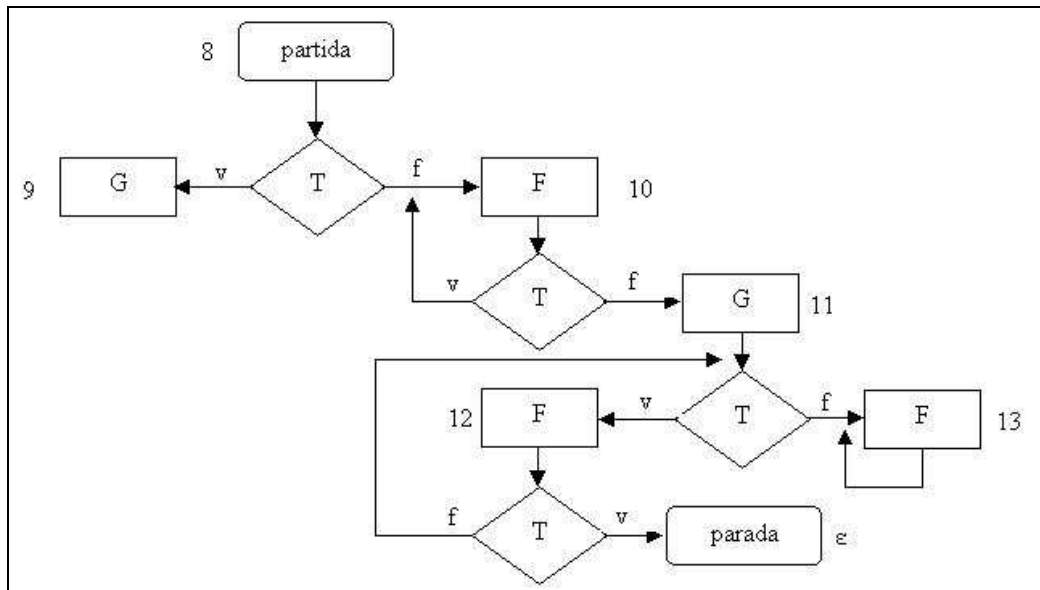 8 partida
9 G v T f F 10
v T f G 11
12 F v T f F 13
f T v parada ε